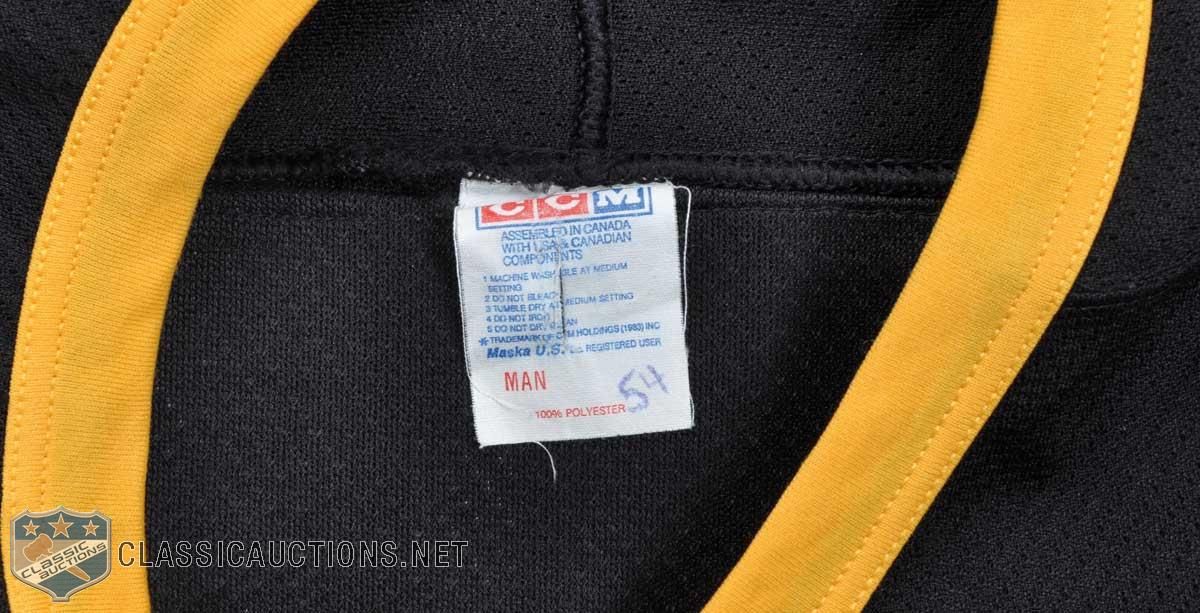 CCM
ASSEMBLED IN CANADA
WITH USA & CANADIAN
COMPONENTS
1 MACHINE WASHABLE AT MEDIUM
SETTING
2 DO NOT BLEACH
3 TUMBLE DRY AT MEDIUM SETTING
4 DO NOT IRON
5 DO NOT DRY CLEAN
* TRADEMARK OF CCM HOLDINGS (1983) INC
Maska U.S. REGISTERED USER
MAN
54
100% POLYESTER
CLASSIC
AUCTIONS
CLASSICAUCTIONS.NET